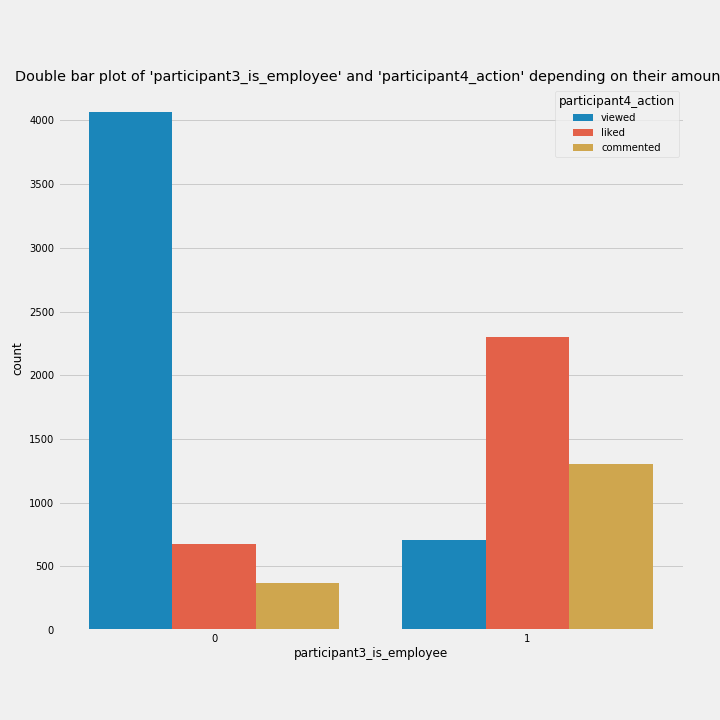 Double bar plot of 'participant3_is_employee' and 'participant4_action' depending on their
participant4_action
viewed
liked
commented
4000
3500
3000
2500
2000
1500
1000
500
0
count
0 1
participant3_is_employee